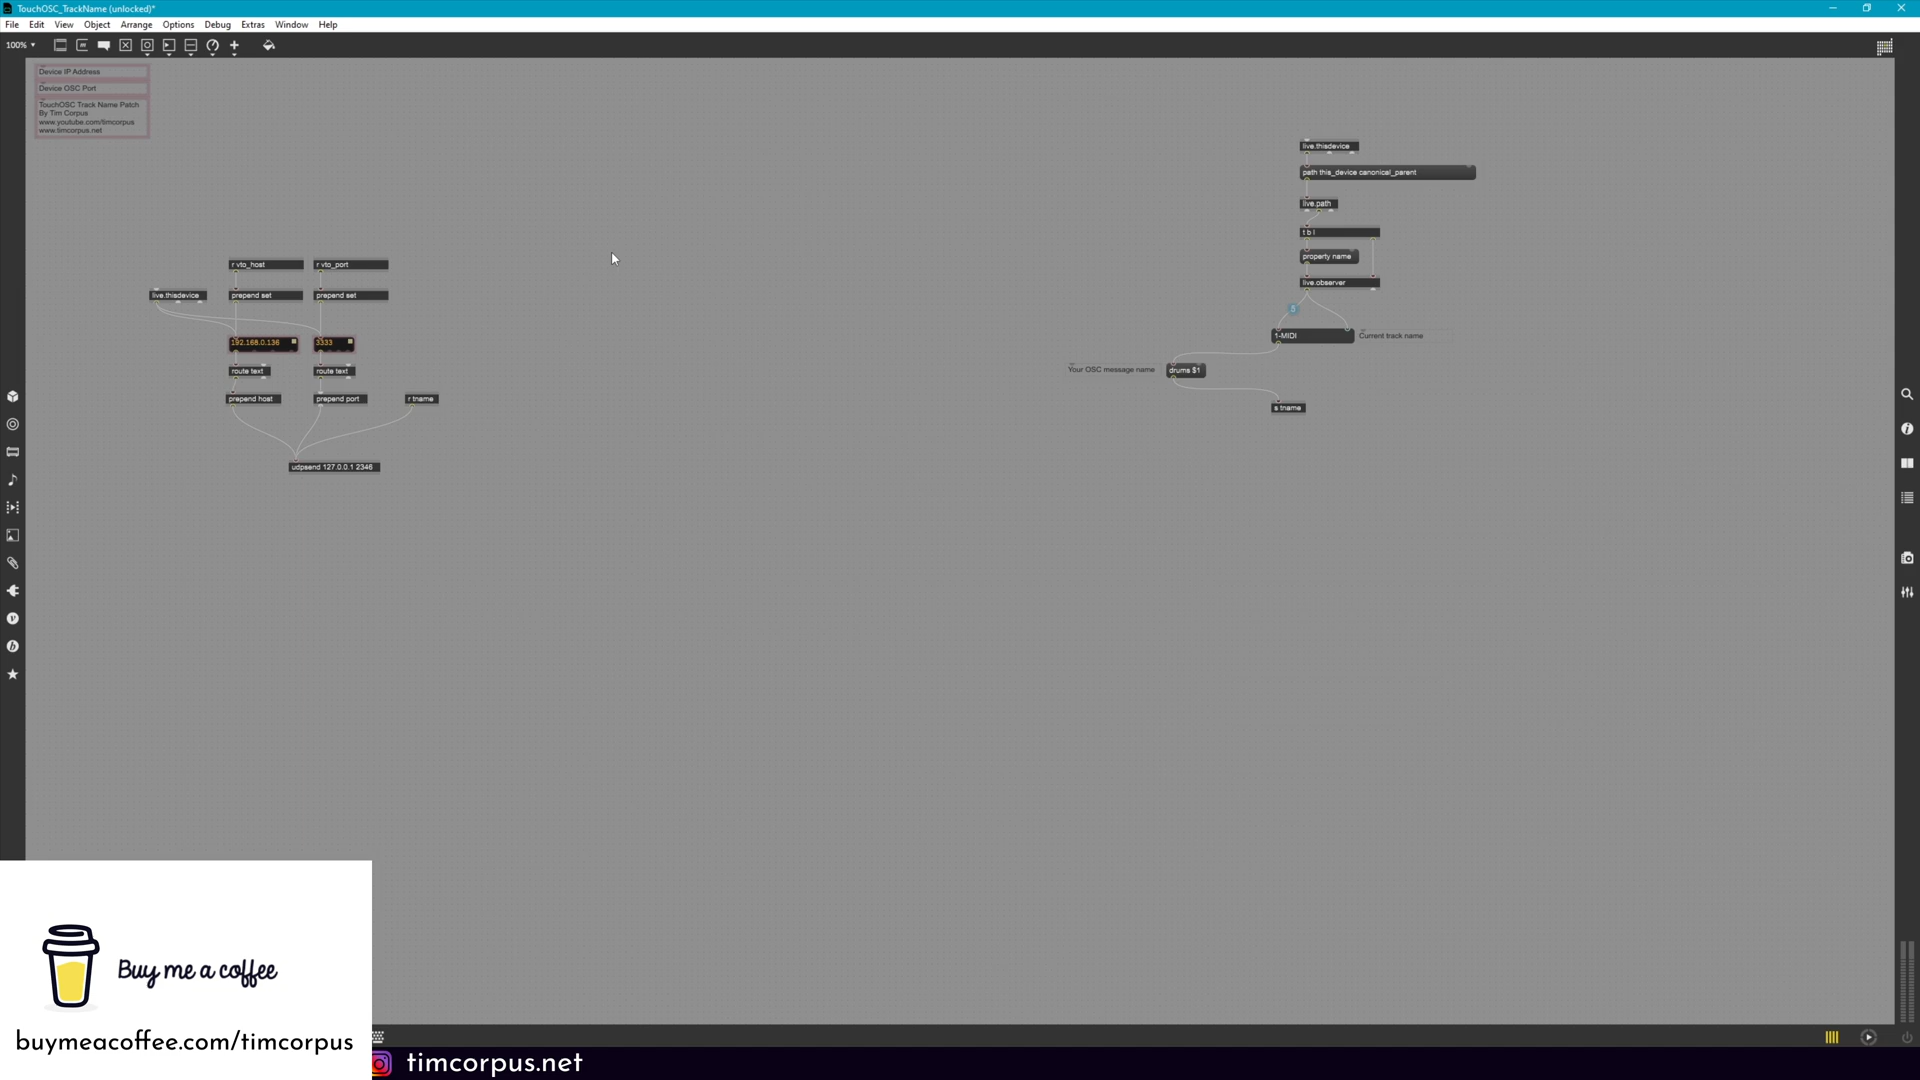 TouchOSC_TrackName (unlocked)*
File Edit View Object Arrange Options Debug Extras Window Help
100%
Device IP Address
Device OSC Port
TouchOSC Track Name Patch
By Tim Corpus
www.youtube.com/timcorpus
www.timcorpus.net
r vto_host
r vto_port
live.thisdevice
prepend set
prepend set
192.168.0.136
3333
route text
route text
prepend host
prepend port
r tname
udpsend 127.0.0.1 2346
live.thisdevice
path this_device canonical_parent
live.path
t b l
property name
live.observer
1-MIDI
Current track name
Your OSC message name
drums $1
s tname
Buy me a coffee
buymeacoffee.com/timcorpus
timcorpus.net